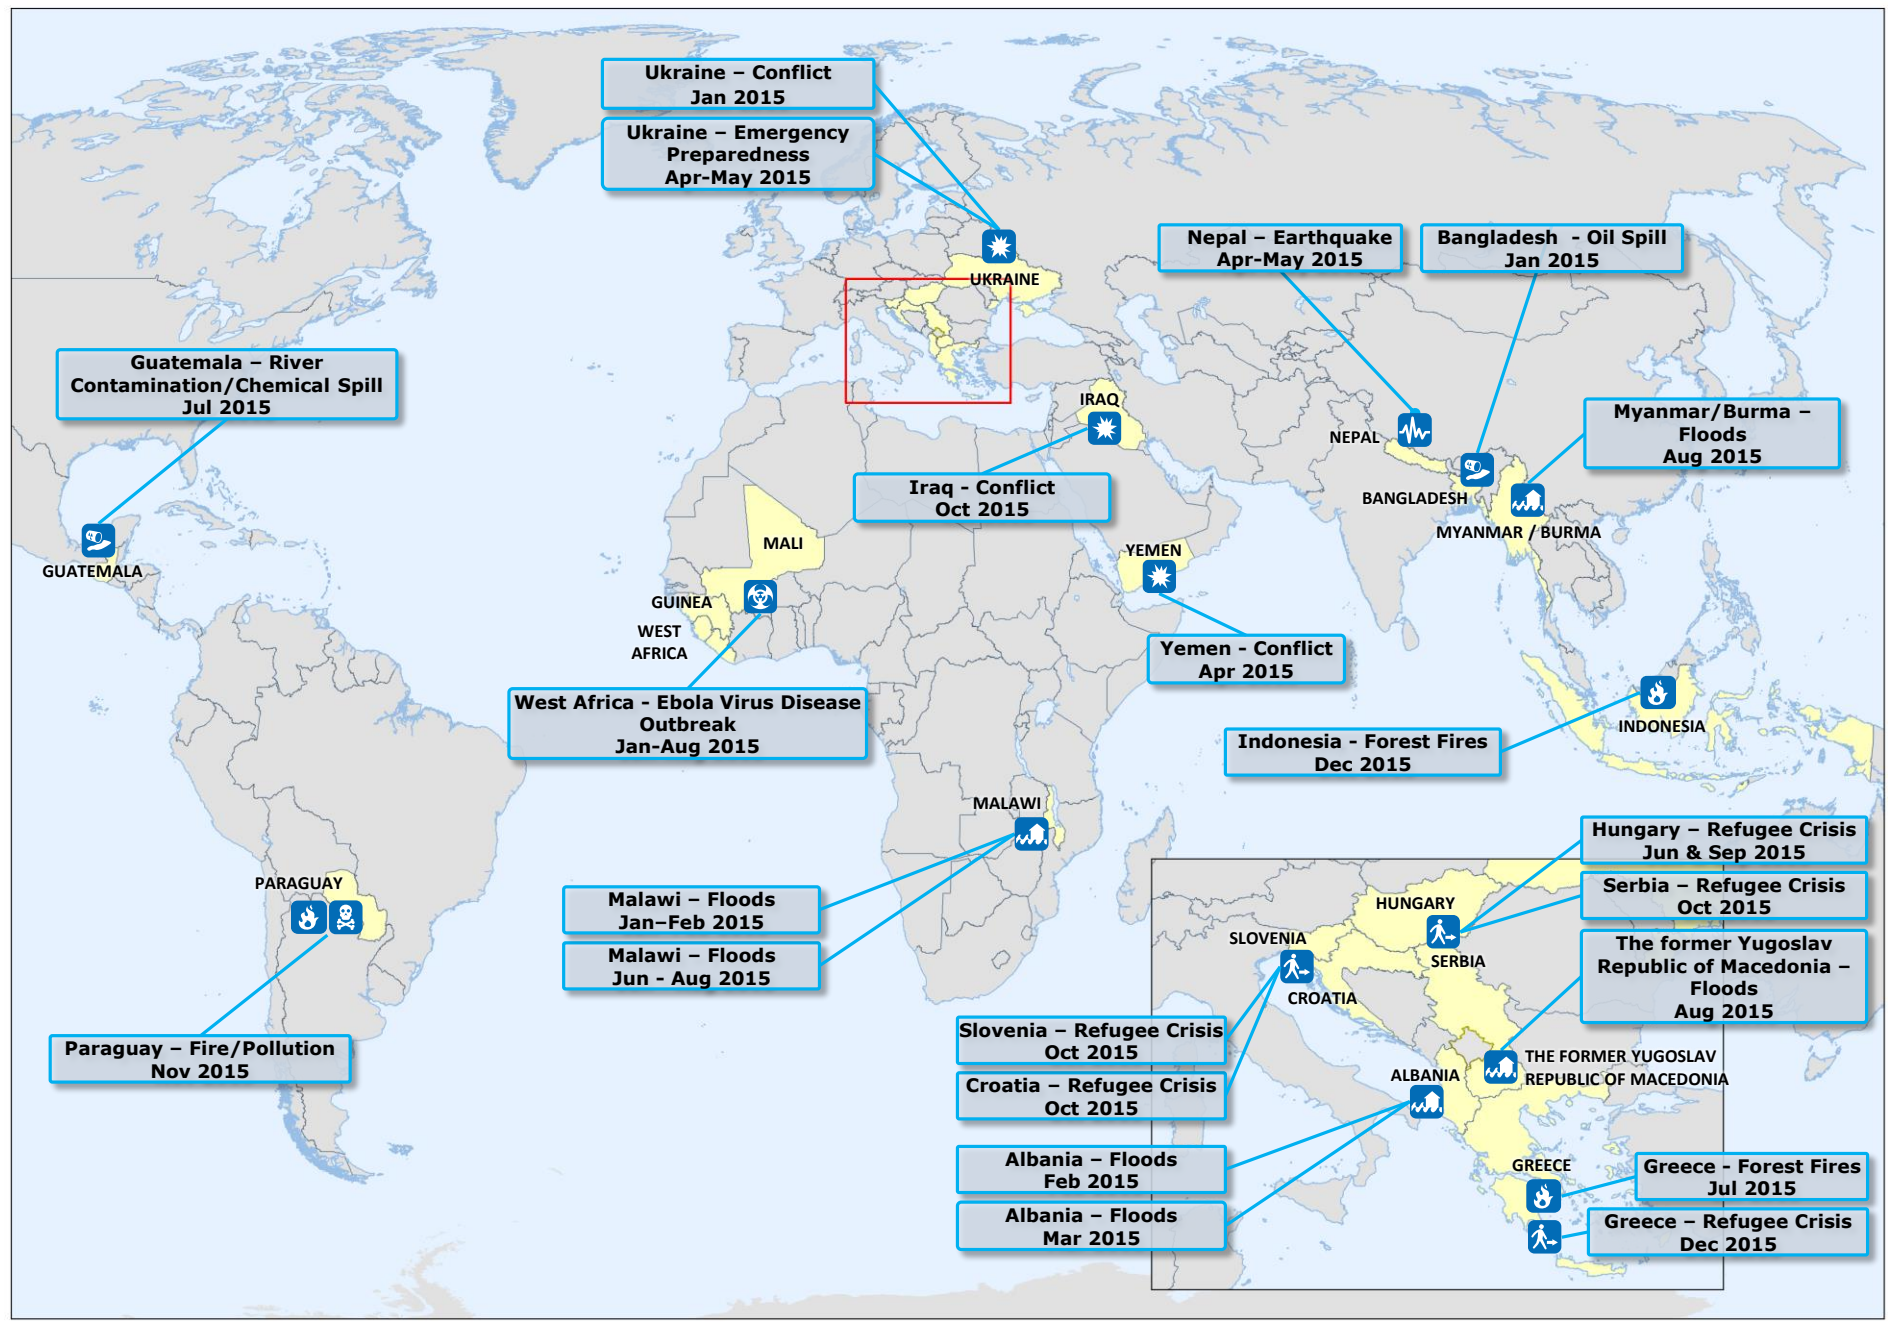 Ukraine – Conflict
Jan 2015
Ukraine – Emergency
Preparedness
Apr-May 2015
UKRAINE
Nepal – Earthquake
Apr-May 2015
Bangladesh  - Oil Spill
Jan 2015
Guatemala – River
Contamination/Chemical Spill
Jul 2015
GUATEMALA
IRAQ
Iraq - Conflict
Oct 2015
NEPAL
BANGLADESH
Myanmar/Burma –
Floods
Aug 2015
MYANMAR / BURMA
MALI
GUINEA
WEST
AFRICA
West Africa - Ebola Virus Disease
Outbreak
Jan-Aug 2015
YEMEN
Yemen - Conflict
Apr 2015
INDONESIA
Indonesia - Forest Fires
Dec 2015
MALAWI
Malawi – Floods
Jan–Feb 2015
Malawi – Floods
Jun - Aug 2015
PARAGUAY
Paraguay – Fire/Pollution
Nov 2015
Hungary – Refugee Crisis
Jun & Sep 2015
Serbia – Refugee Crisis
Oct 2015
The former Yugoslav
Republic of Macedonia –
Floods
Aug 2015
HUNGARY
SLOVENIA
SERBIA
CROATIA
Slovenia – Refugee Crisis
Oct 2015
Croatia – Refugee Crisis
Oct 2015
THE FORMER YUGOSLAV
REPUBLIC OF MACEDONIA
ALBANIA
Albania – Floods
Feb 2015
Albania – Floods
Mar 2015
GREECE
Greece - Forest Fires
Jul 2015
Greece – Refugee Crisis
Dec 2015